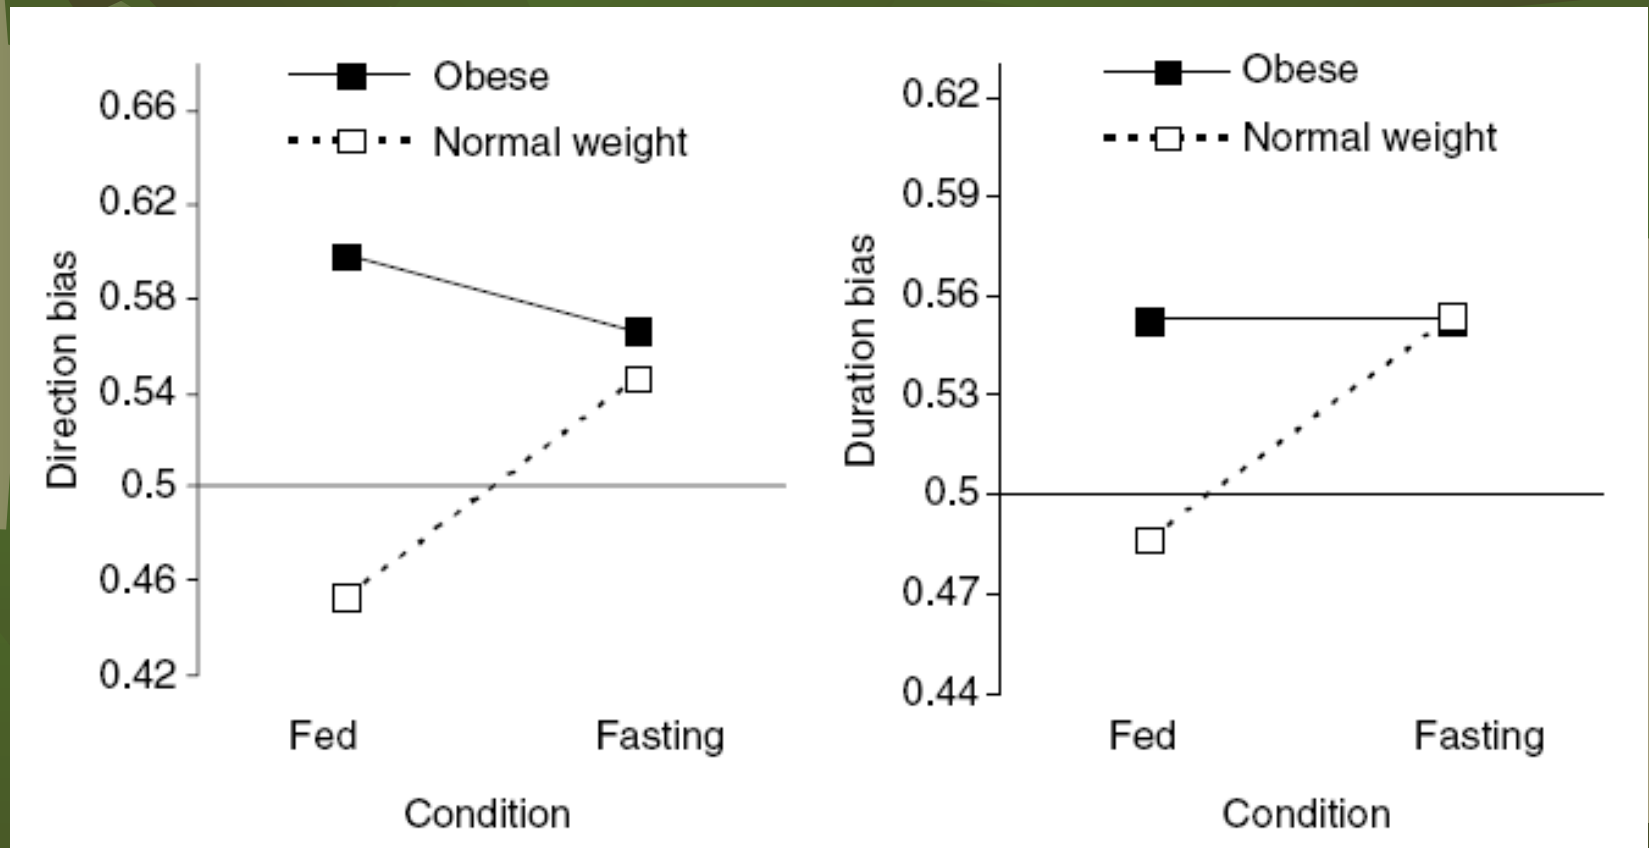 Obese
Normal weight
0.66
0.62
0.58
0.54
0.5
0.46
0.42
Direction bias
Fed
Fasting
Condition
Obese
Normal weight
0.62
0.59
0.56
0.53
0.5
0.47
0.44
Duration bias
Fed
Fasting
Condition